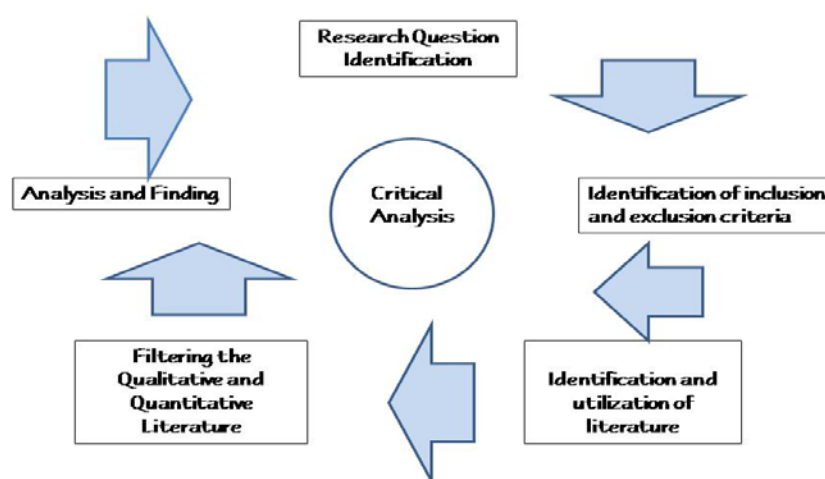 Research Question
Identification
Analysis and Finding
Critical
Analysis
Identification of inclusion
and exclusion criteria
Filtering the
Qualitative and
Quantitative
Literature
Identification and
utilization of
literature